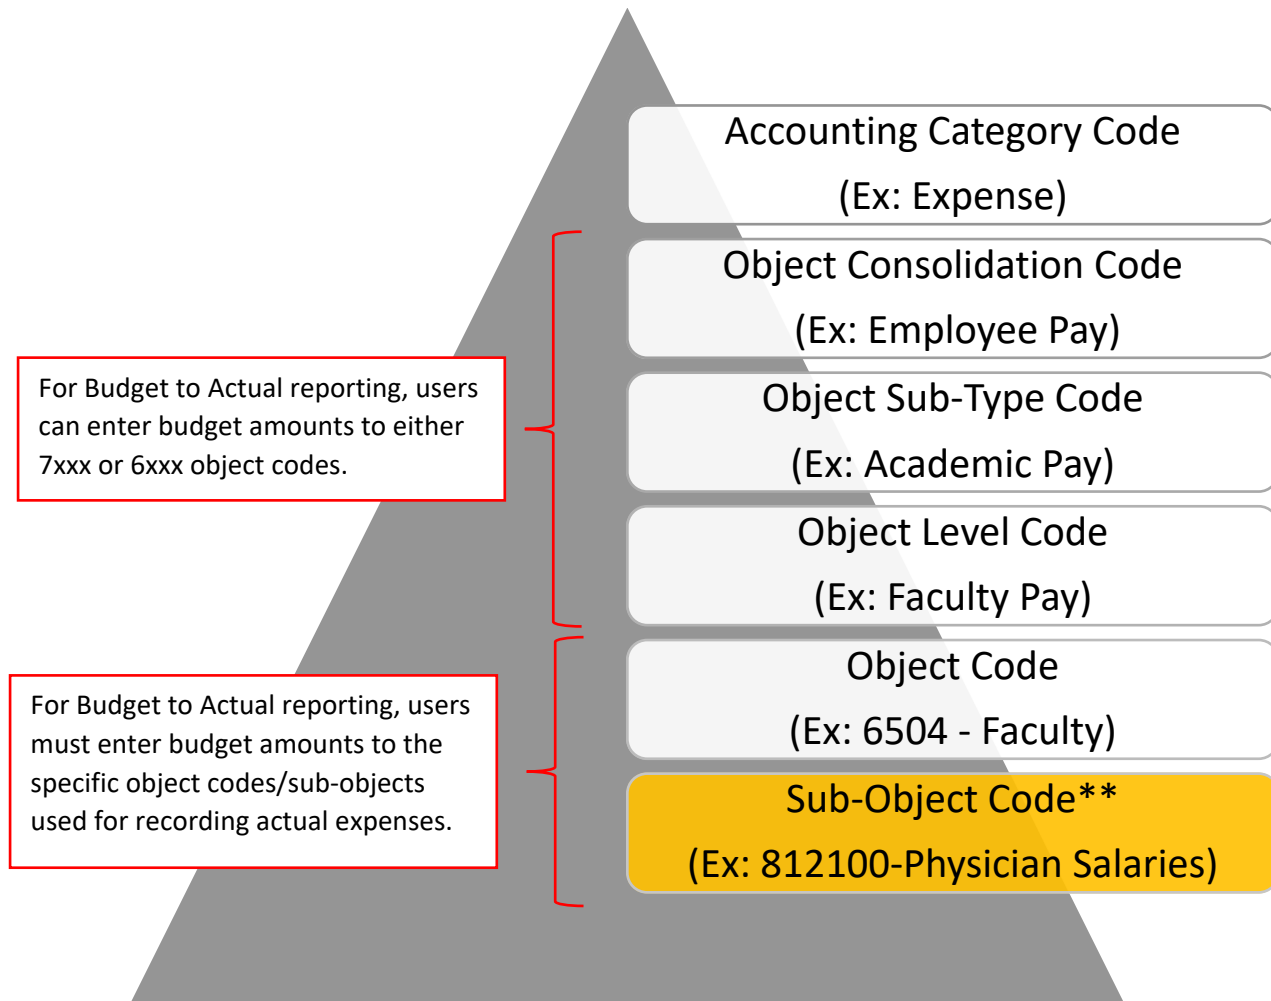 Accounting Category Code
(Ex: Expense)
Object Consolidation Code
(Ex: Employee Pay)
Object Sub-Type Code
(Ex: Academic Pay)
Object Level Code
(Ex: Faculty Pay)
Object Code
(Ex: 6504 - Faculty)
Sub-Object Code**
(Ex: 812100-Physician Salaries)
For Budget to Actual reporting, users
can enter budget amounts to either
7xxx or 6xxx object codes.
For Budget to Actual reporting, users
must enter budget amounts to the
specific object codes/sub-objects
used for recording actual expenses.